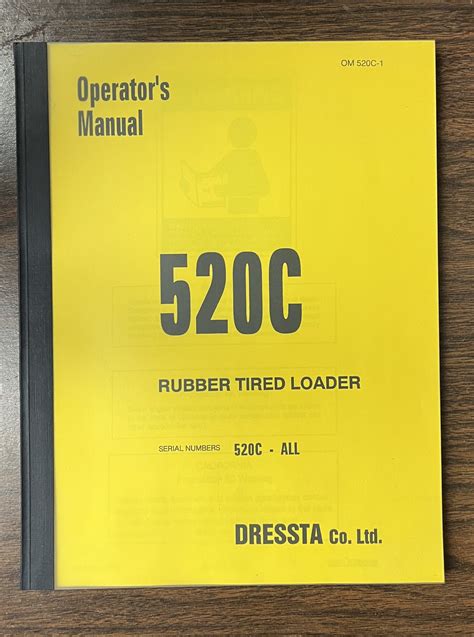 OM 520C-1
Operator's
Manual
520C
RUBBER TIRED LOADER
SERIAL NUMBERS 520C - ALL
DRESSTA Co. Ltd.